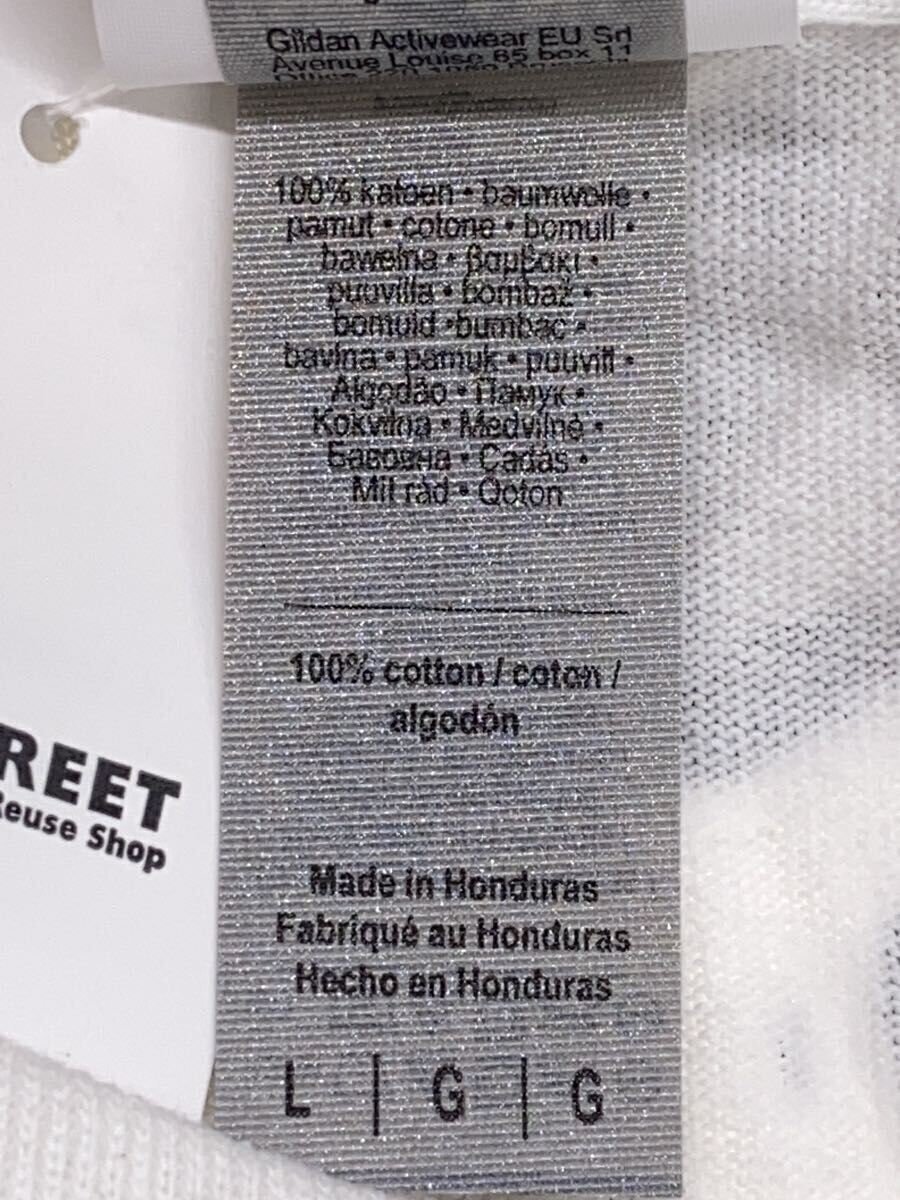 Gildan Activewear EU Srl
Avenue Louise 65 box 11
100% katoen • baumwolle •
pamut • cotone • bomull •
bawełna • βαμβακι •
puuvilla • bombaž •
bomuld •bumbac •
bavlna • pamuk • puuvill •
Algodão • Памук •
Kokvilna • Medvilnė •
Бавовна • Cadás •
Mil rád • Qoton
100% cotton / coton /
algodón
Made in Honduras
Fabriqué au Honduras
Hecho en Honduras
L | G | G
REET
Reuse Shop